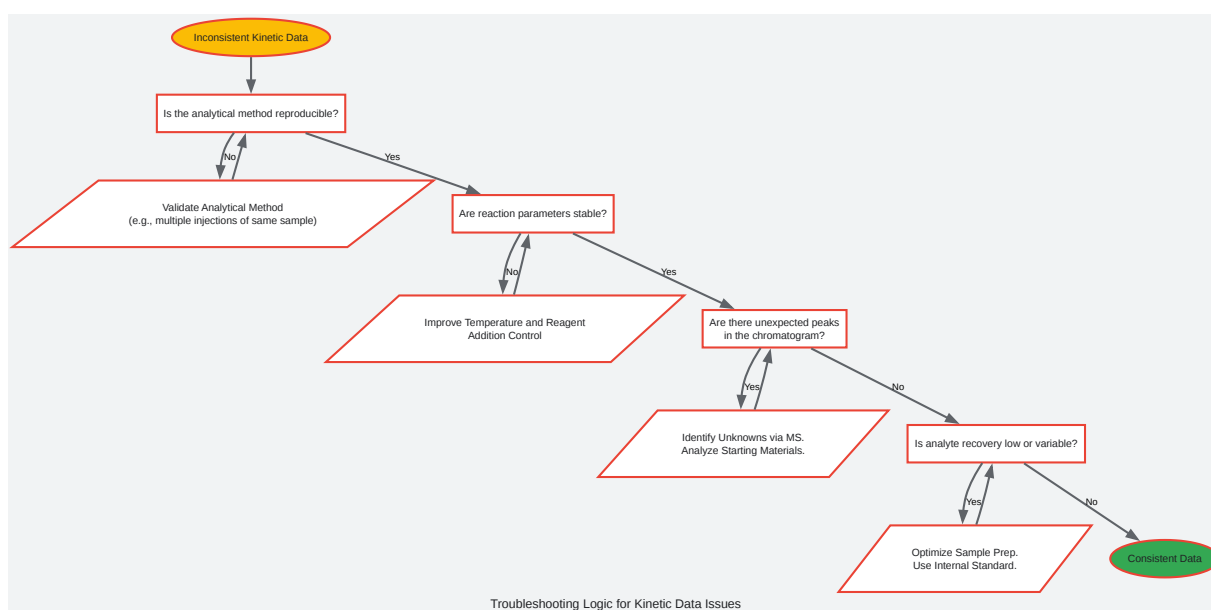 Inconsistent Kinetic Data
Is the analytical method reproducible?
No
Yes
Validate Analytical Method
(e.g., multiple injections of same sample)
Are reaction parameters stable?
No
Yes
Improve Temperature and Reagent
Addition Control
Are there unexpected peaks
in the chromatogram?
Yes
No
Identify Unknowns via MS.
Analyze Starting Materials.
Is analyte recovery low or variable?
Yes
No
Optimize Sample Prep.
Use Internal Standard.
Consistent Data
Troubleshooting Logic for Kinetic Data Issues